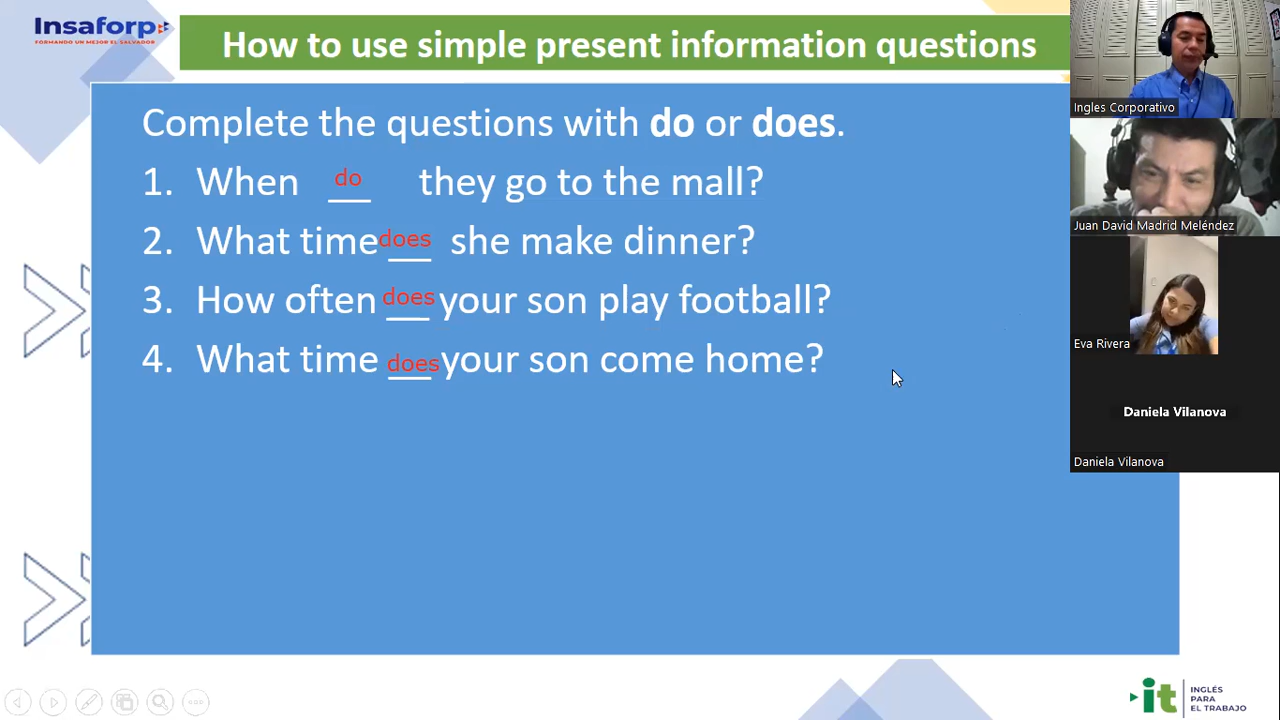 Insaforp
FORMANDO UN MEJOR EL SALVADOR
How to use simple present information questions
Complete the questions with do or does.
1. When do they go to the mall?
2. What time does she make dinner?
3. How often does your son play football?
4. What time does your son come home?
Ingles Corporativo
Juan David Madrid Meléndez
Eva Rivera
Daniela Vilanova
Daniela Vilanova
it INGLÉS
PARA
EL TRABAJO